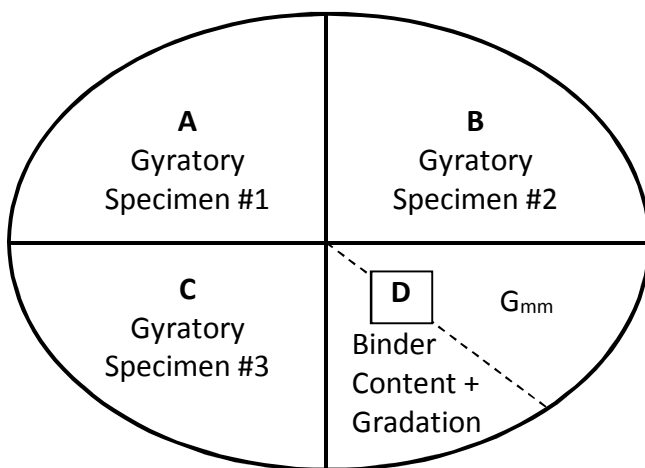 A
Gyratory
Specimen #1
B
Gyratory
Specimen #2
C
Gyratory
Specimen #3
D
Binder
Content +
Gradation
Gmm